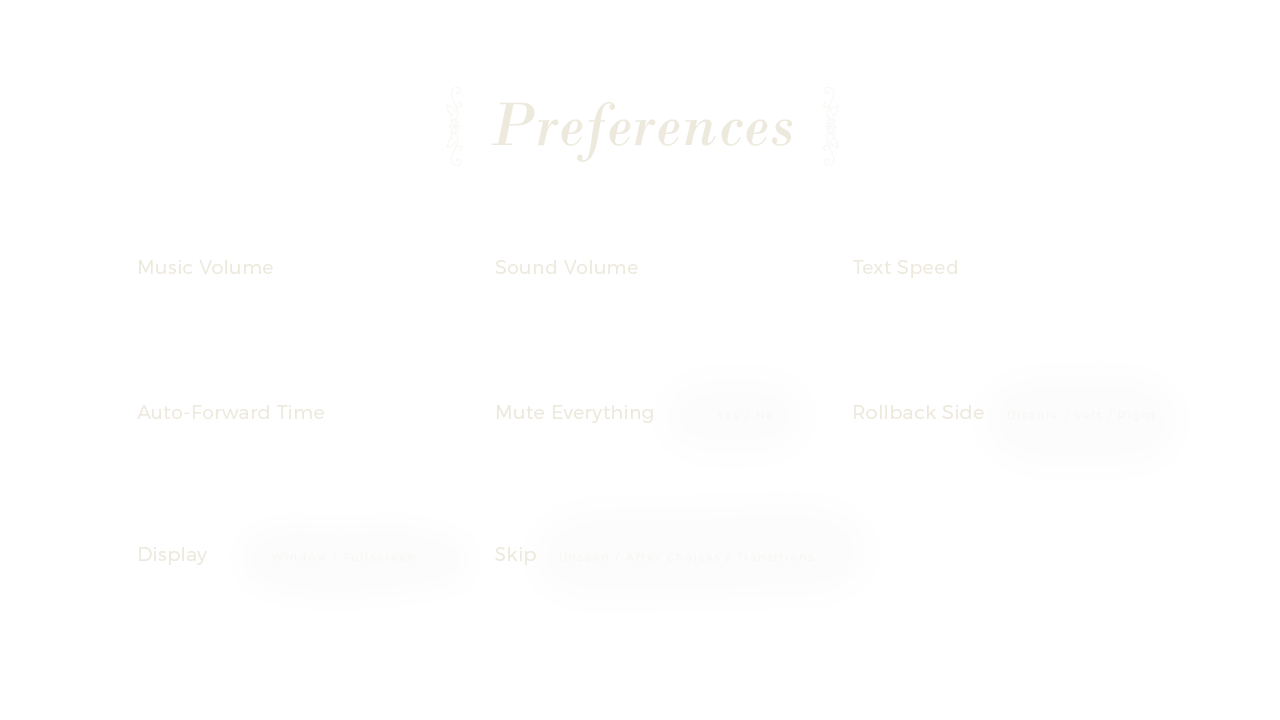 Preferences
Music Volume Sound Volume Text Speed
Auto-Forward Time Mute Everything Yes / No Rollback Side Disable / Left / Right
Display Window / Fullscreen Skip Unseen / After Choices / Transitions